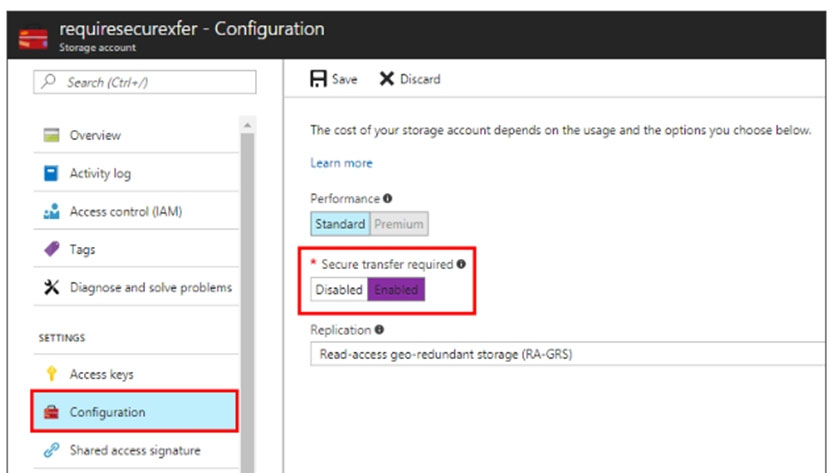 requiresecurexfer - Configuration
Storage account
Search (Ctrl+/)
Overview
Activity log
Access control (IAM)
Tags
Diagnose and solve problems
SETTINGS
Access keys
Configuration
Shared access signature
Save Discard
The cost of your storage account depends on the usage and the options you choose below.
Learn more
Performance
Standard Premium
* Secure transfer required
Disabled Enabled
Replication
Read-access geo-redundant storage (RA-GRS)